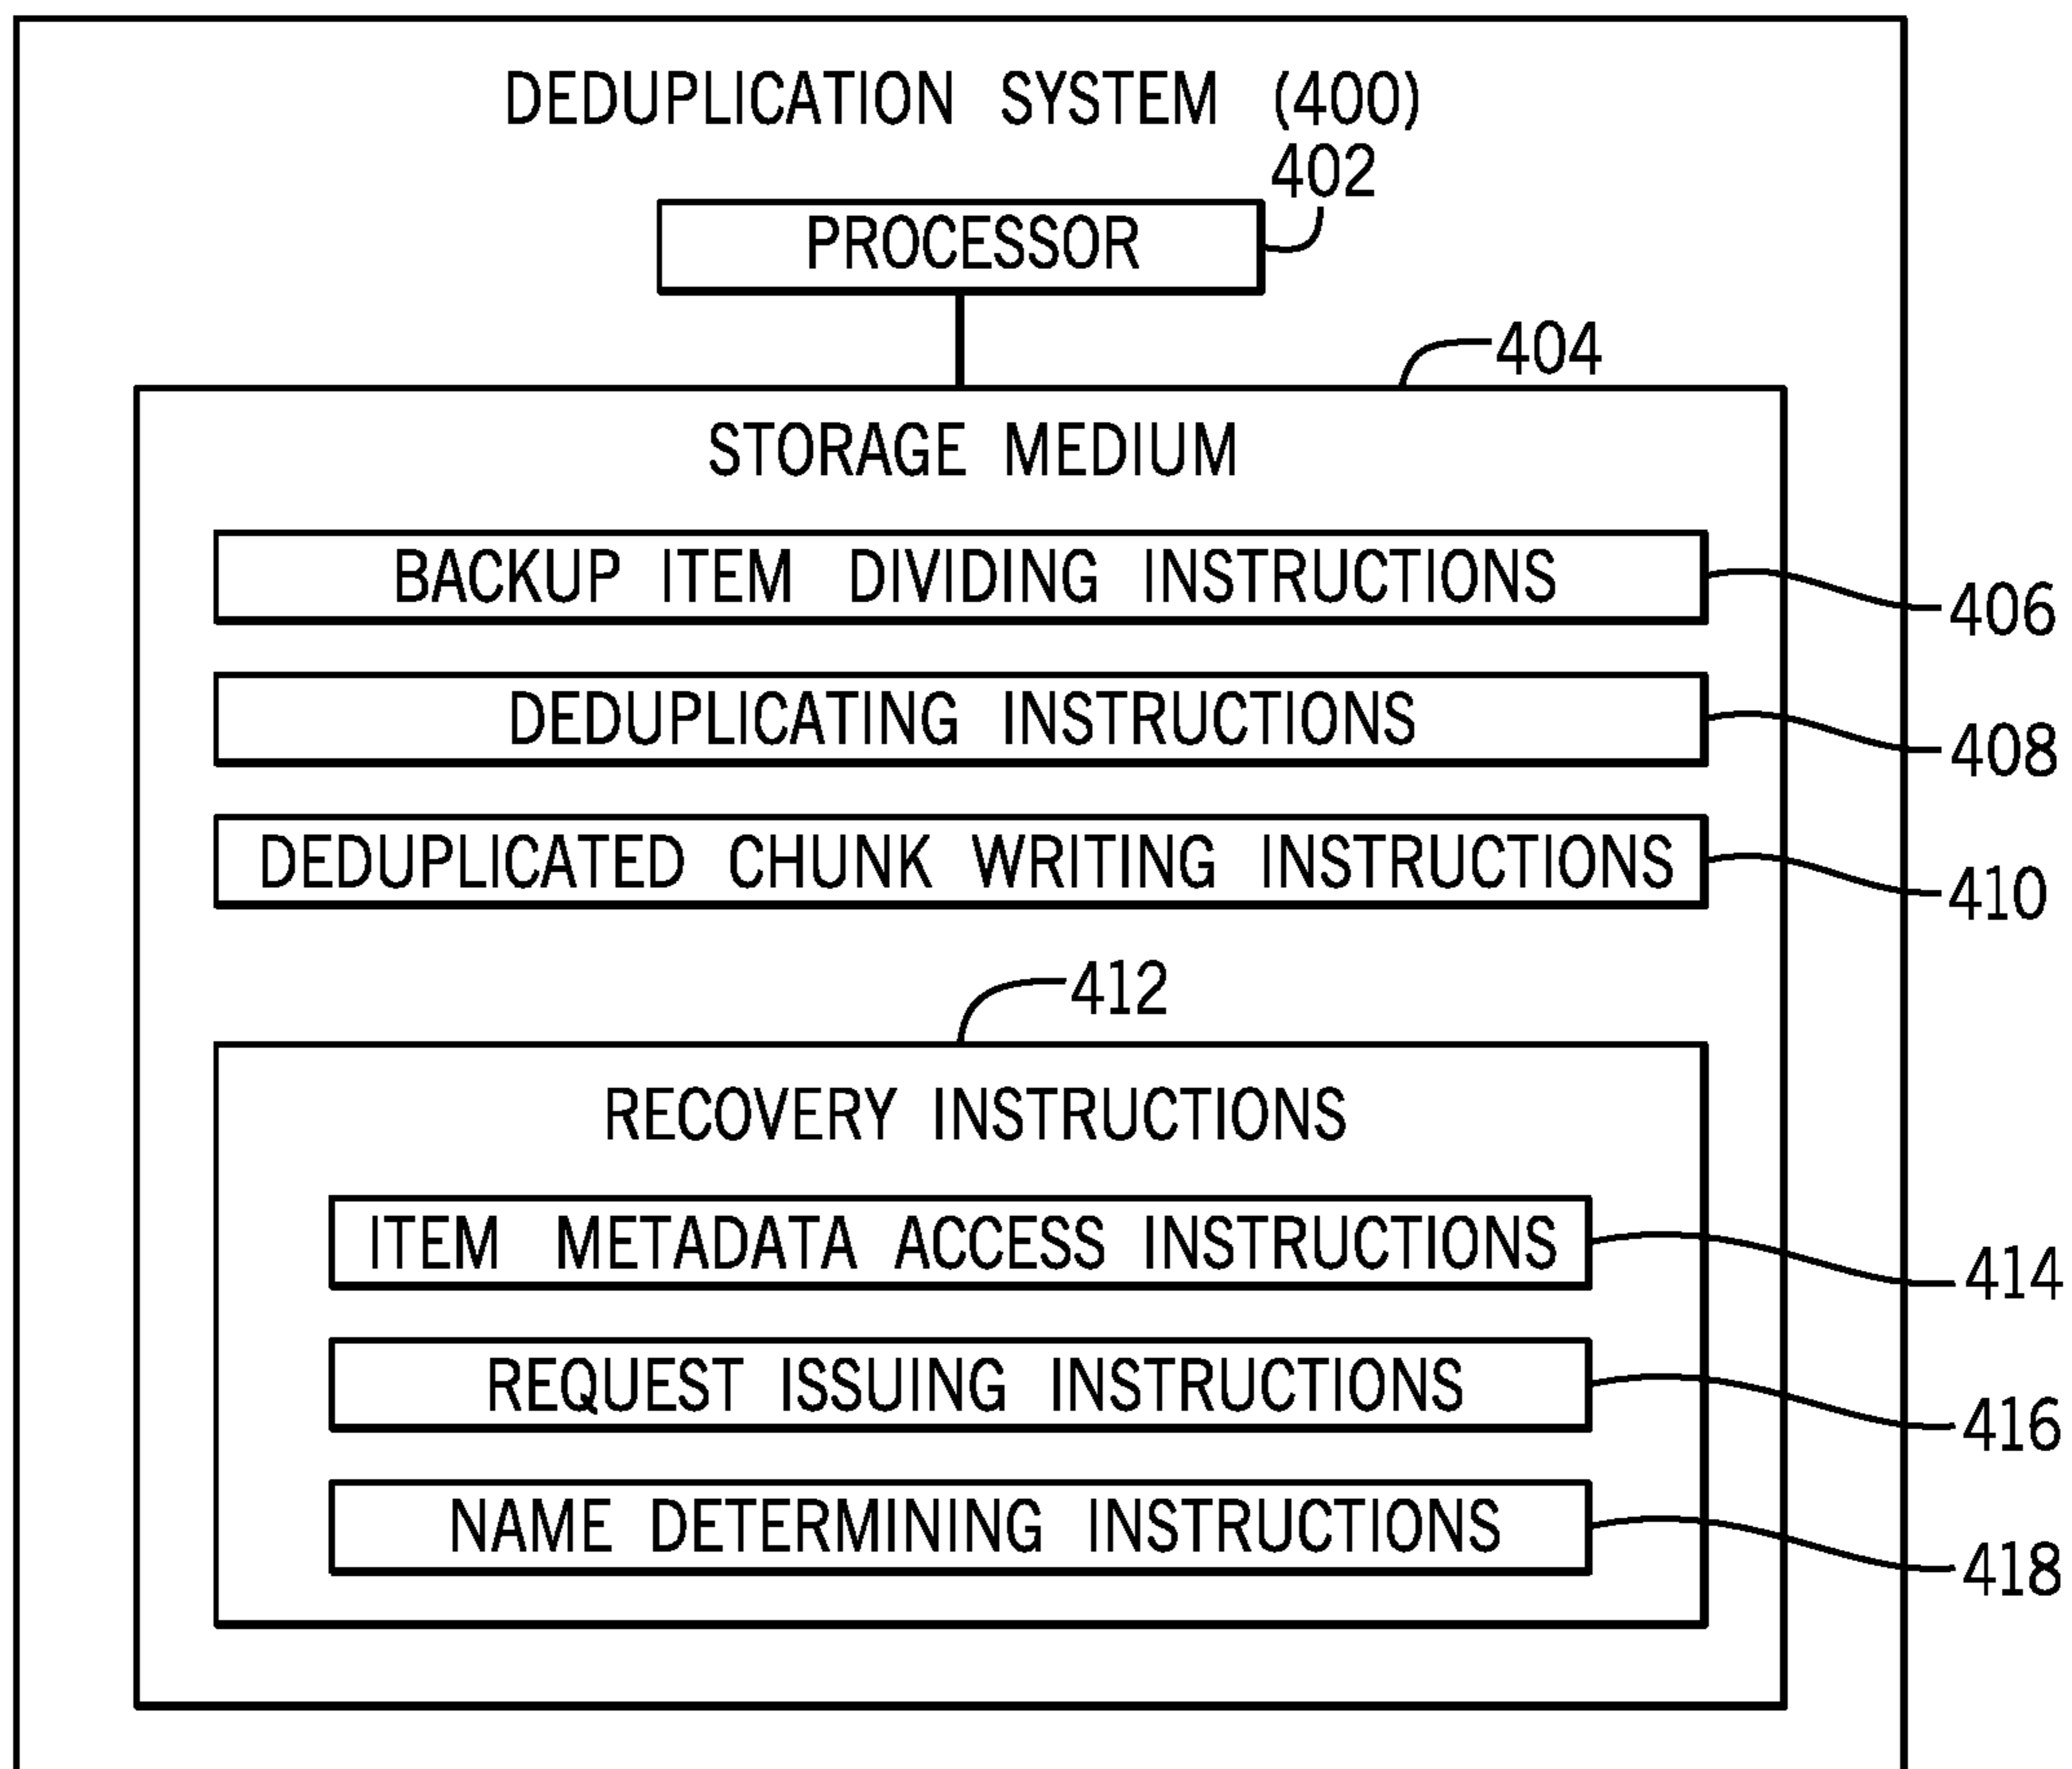 DEDUPLICATION SYSTEM (400)
402
PROCESSOR
404
STORAGE MEDIUM
BACKUP ITEM DIVIDING INSTRUCTIONS
406
DEDUPLICATING INSTRUCTIONS
408
DEDUPLICATED CHUNK WRITING INSTRUCTIONS
410
412
RECOVERY INSTRUCTIONS
ITEM METADATA ACCESS INSTRUCTIONS
414
REQUEST ISSUING INSTRUCTIONS
416
NAME DETERMINING INSTRUCTIONS
418